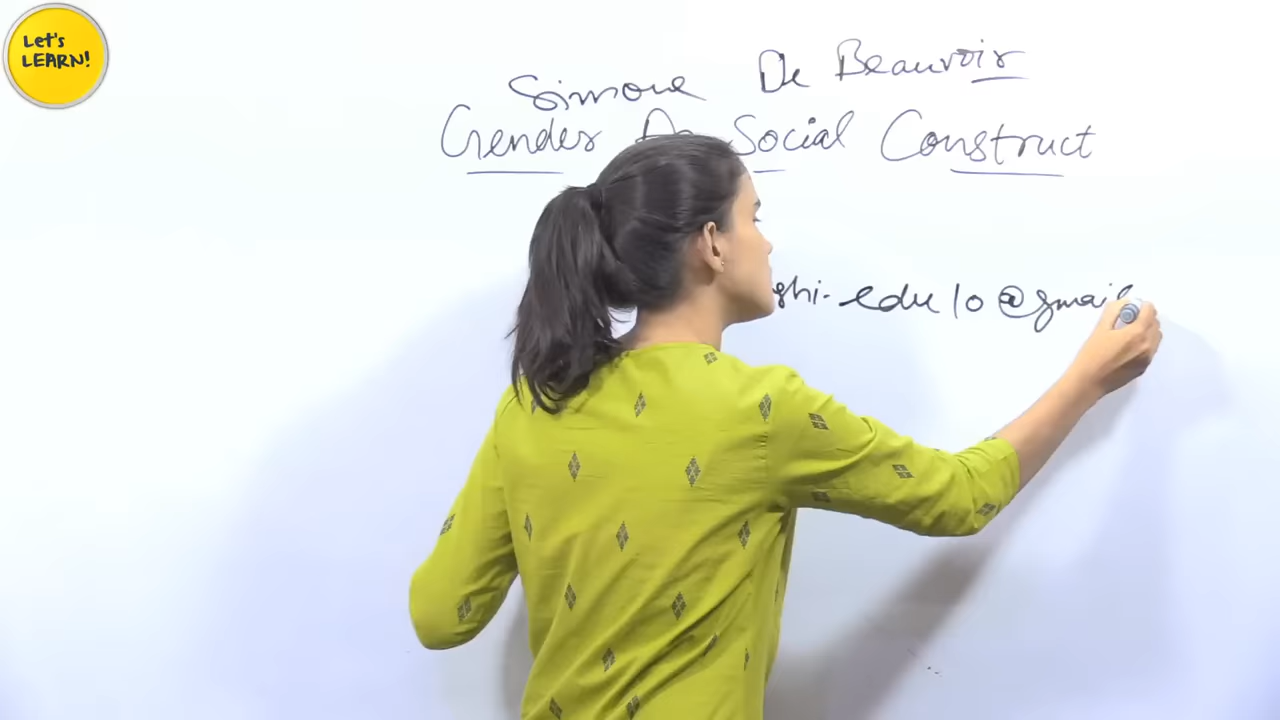 Let's
LEARN!
Simone De Beauvoir
Gender As Social Construct
ghi.edu10@gmail